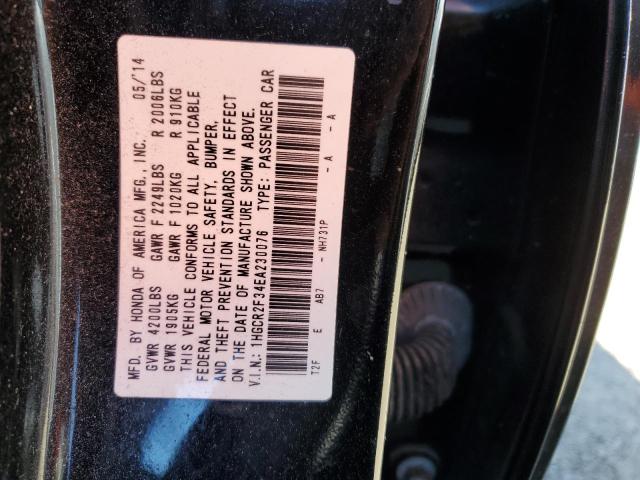 MFD. BY HONDA OF AMERICA MFG., INC. 05/'14
GVWR 4200LBS GAWR F 2249LBS R 2006LBS
GVWR 1905KG GAWR F 1020KG R 910KG
THIS VEHICLE CONFORMS TO ALL APPLICABLE
FEDERAL MOTOR VEHICLE SAFETY, BUMPER,
AND THEFT PREVENTION STANDARDS IN EFFECT
ON THE DATE OF MANUFACTURE SHOWN ABOVE.
V.I.N.: 1HGCR2F34EA230076 TYPE: PASSENGER CAR
T2F E AB7 - NH731P - A - A